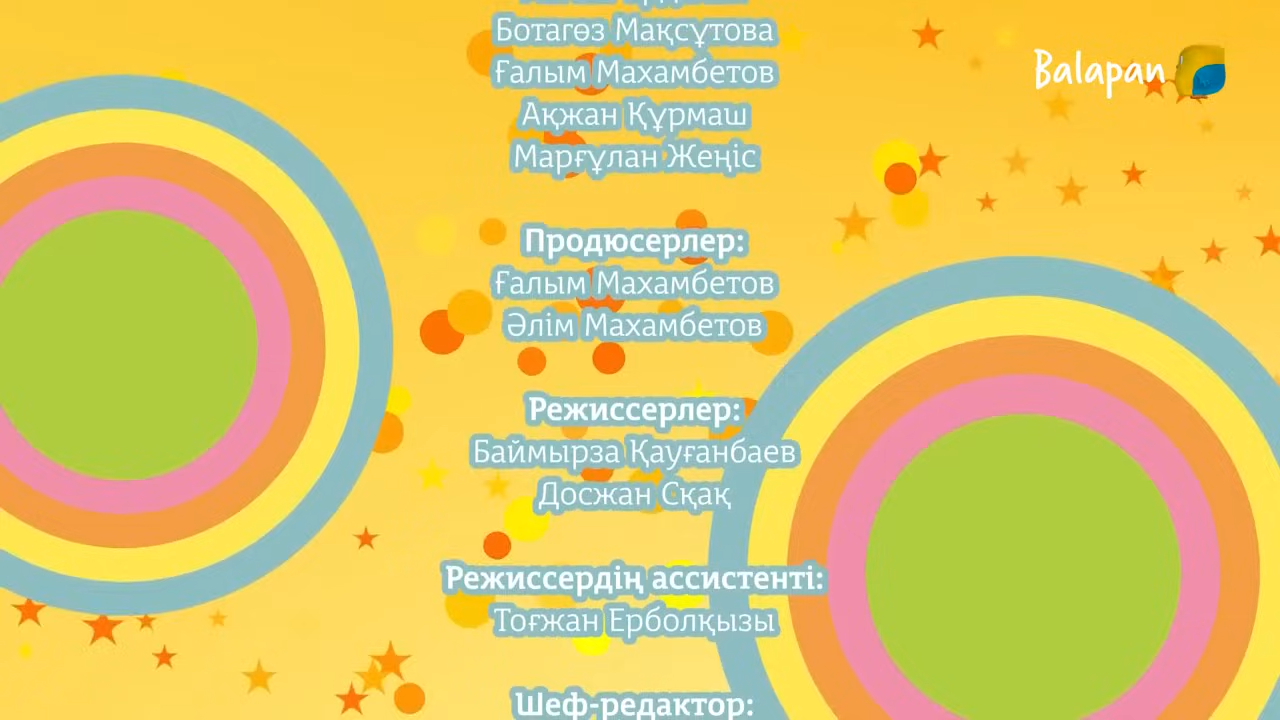 Ботагөз Мақсұтова
Ғалым Махамбетов
Ақжан Құрмаш
Марғұлан Жеңіс
Продюсерлер:
Ғалым Махамбетов
Әлім Махамбетов
Режиссерлер:
Баймырза Қауғанбаев
Досжан Сқақ
Режиссердің ассистенті:
Тоғжан Ерболқызы
Шеф-редактор:
Balapan